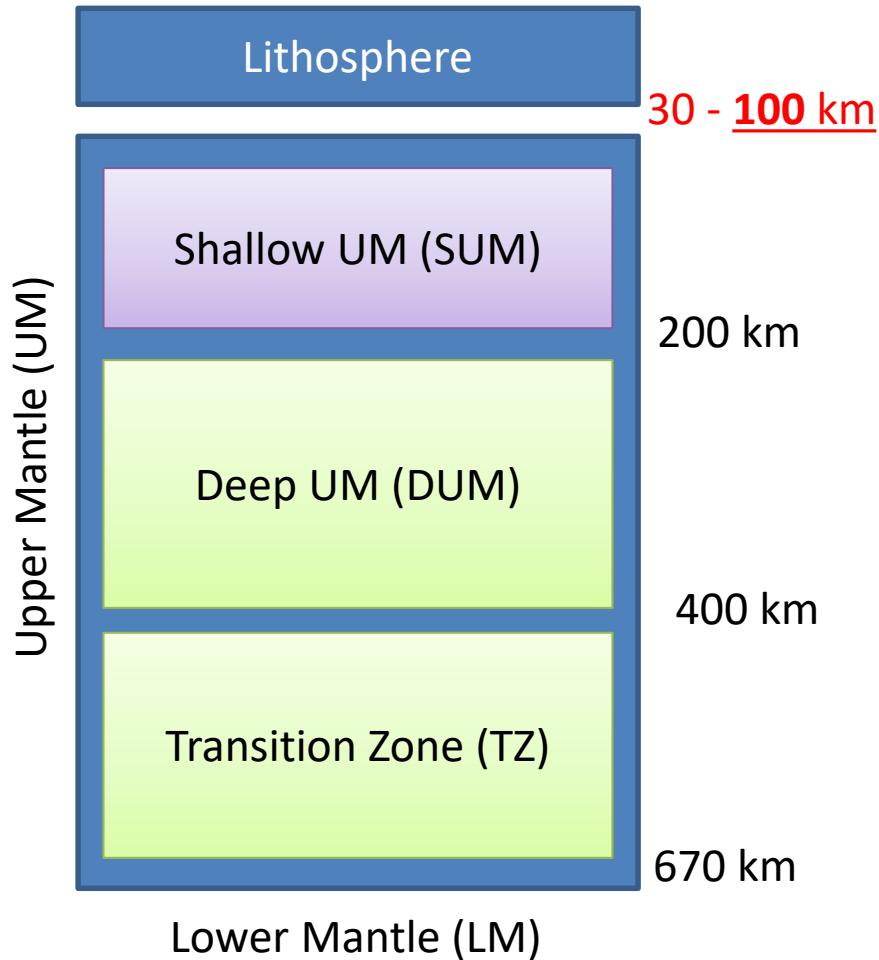 Lithosphere
30 - 100 km
Upper Mantle (UM)
Shallow UM (SUM)
200 km
Deep UM (DUM)
400 km
Transition Zone (TZ)
670 km
Lower Mantle (LM)